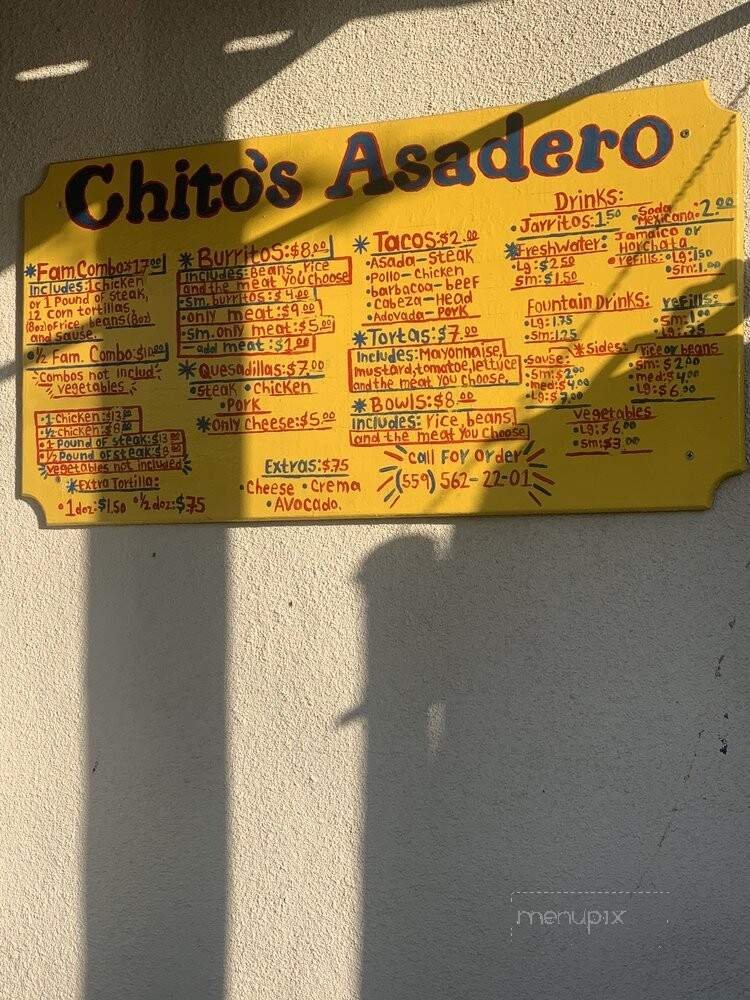 Chito's Asadero
*Fam.Combo:$17.00
Includes: 1 chicken
or 1 Pound of steak,
12 corn tortillas,
(8oz) of rice, beans (8oz)
and sauce.
•½ Fam. Combo:$10.00
Combos not includ
vegetables
•1 chicken:$13.00
•½ chicken:$8.00
•1 Pound of steak:$13.00
•½ Pound of steak:$8.00
vegetables not included
*Extra Tortilla:
•1doz:$1.50 •½doz:$.75
*Burritos:$8.00
Includes: Beans, rice
and the meat you choose
•sm. burritos:$4.00
•only meat:$9.00
•sm. only meat:$5.00
add meat:$1.00
*Quesadillas:$7.00
•steak •chicken
•Pork
*Only cheese:$5.00
Extras:$.75
•Cheese •Crema
•Avocado.
*Tacos:$2.00
Asada-steak
Pollo-chicken
barbacoa-beef
Cabeza-Head
Adovada-Pork
*Tortas:$7.00
Includes: Mayonnaise,
mustard, tomate, lettuce
and the meat you choose.
*Bowls:$8.00
Includes: rice, beans,
and the meat you choose
call For order
(559) 562-22-01
Drinks:
•Jarritos:1.50 •Soda Mexicana:2.00
*Freshwater: Jamaica or Horchata
•Lg:$2.50
sm:$1.50
•refills: •Lg:1.50
•sm:1.00
Fountain Drinks: refills:
•Lg:1.75 •sm:1.00
•sm:1.25 •Lg:.75
•Sause: *Sides:
•sm:$2.00
med:$4.00
•Lg:$7.00
rice or beans
•sm:$2.00
•med:$4.00
•Lg:$6.00
vegetables
•Lg:$6.00
•sm:$3.00
menupix